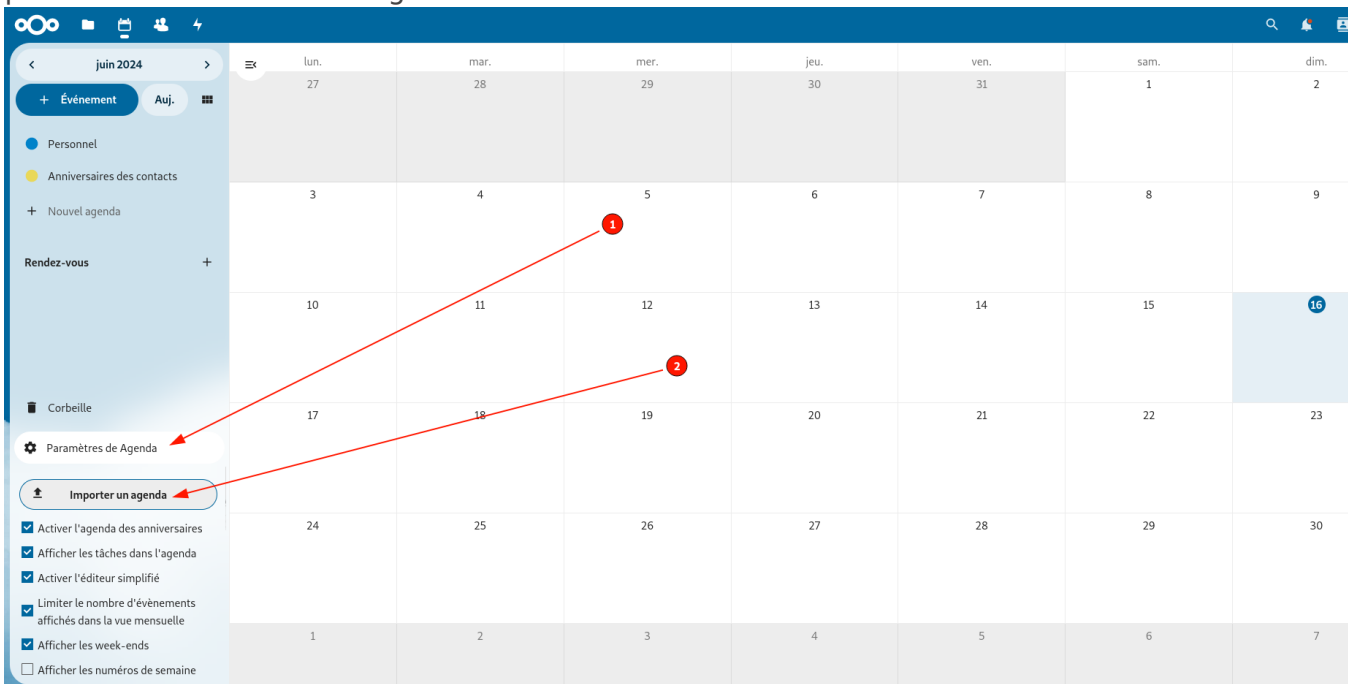 juin 2024
lun. mar. mer. jeu. ven. sam. dim.
+ Événement Auj.
27 28 29 30 31 1 2
Personnel
Anniversaires des contacts
+ Nouvel agenda
3 4 5 6 7 8 9
1
Rendez-vous +
10 11 12 13 14 15 16
2
Corbeille
17 18 19 20 21 22 23
Paramètres de Agenda
Importer un agenda
24 25 26 27 28 29 30
Activer l'agenda des anniversaires
Afficher les tâches dans l'agenda
Activer l'éditeur simplifié
Limiter le nombre d'évènements
affichés dans la vue mensuelle
1 2 3 4 5 6 7
Afficher les week-ends
Afficher les numéros de semaine